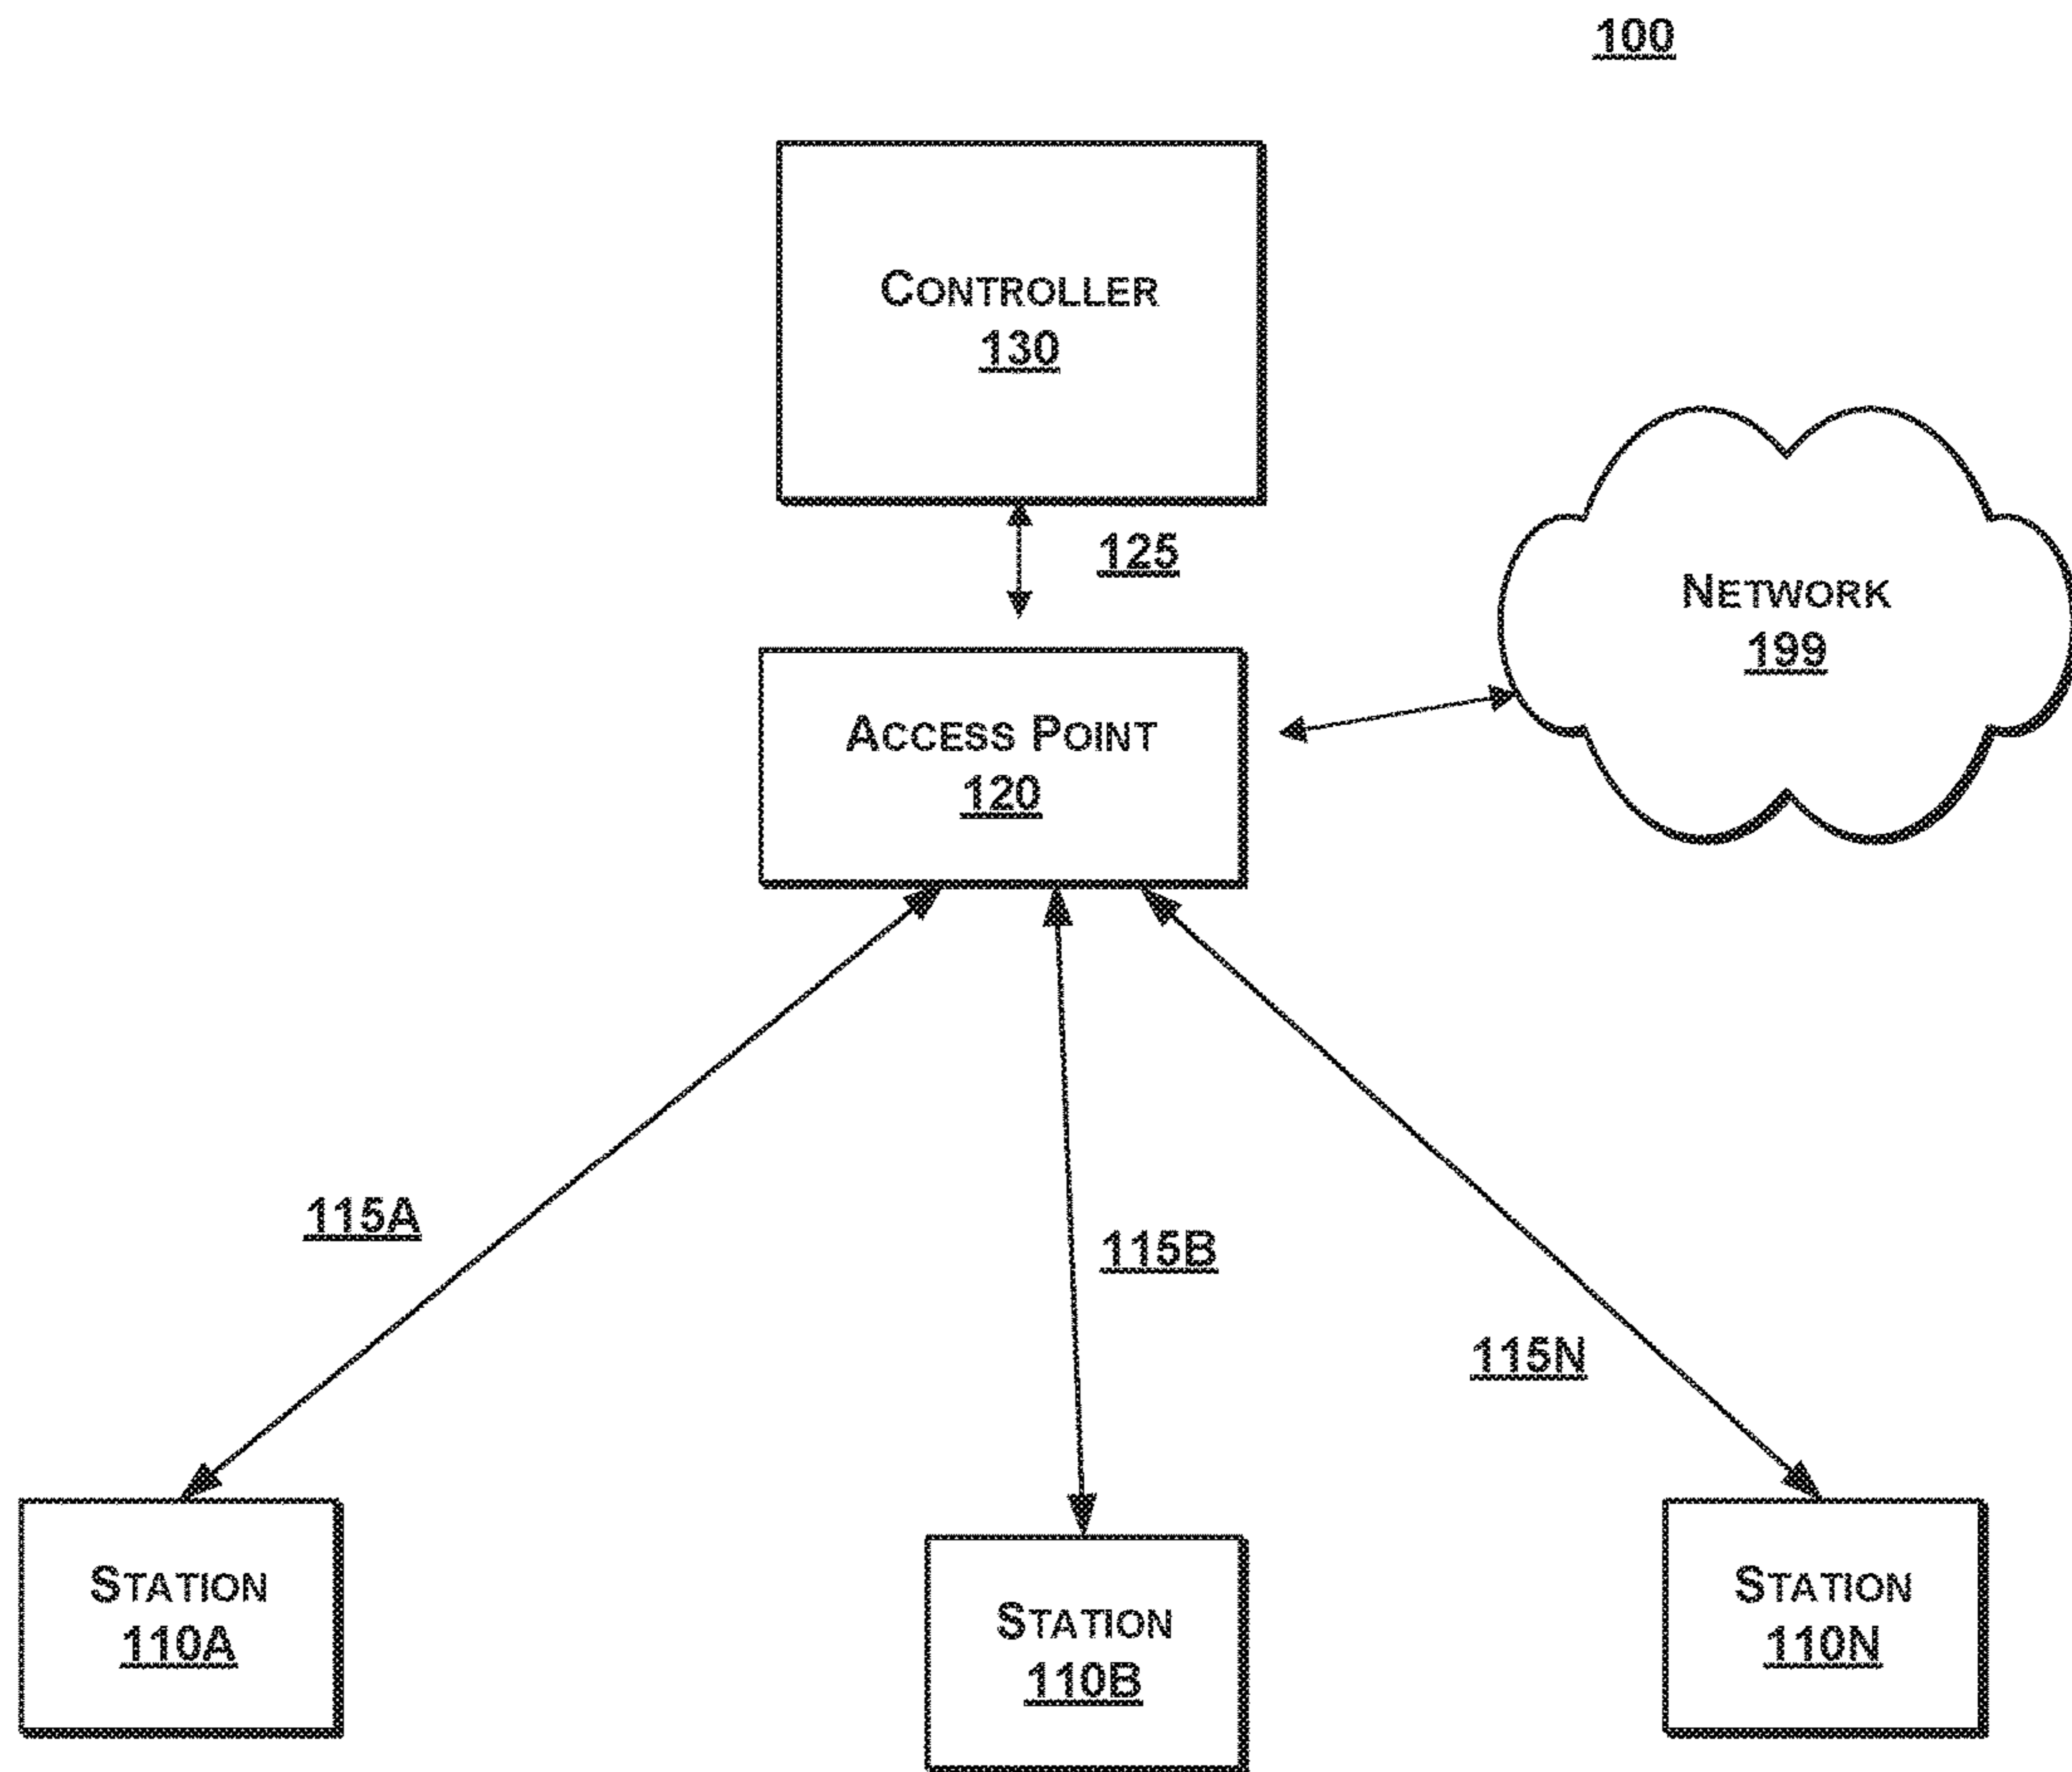 100
CONTROLLER
130
125
NETWORK
199
ACCESS POINT
120
115A
115B
115N
STATION
110A
STATION
110B
STATION
110N